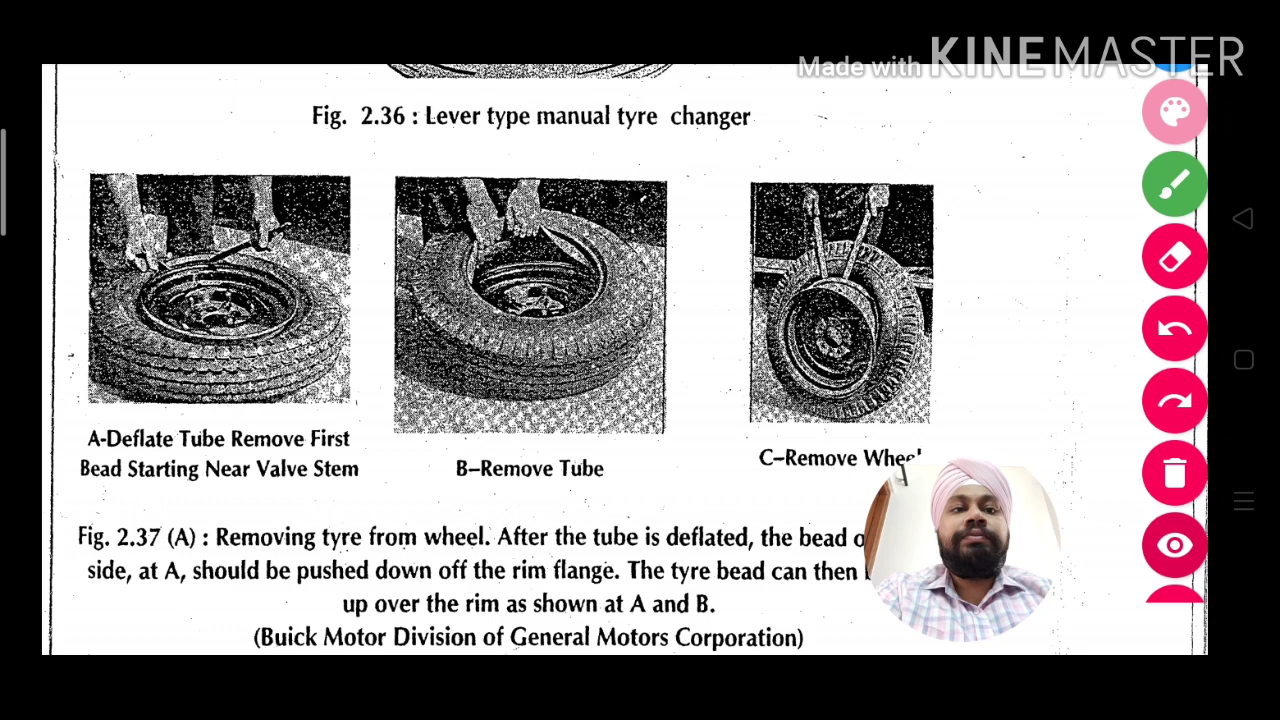 Made with KINEMASTER
Fig. 2.36 : Lever type manual tyre changer
A-Deflate Tube Remove First
Bead Starting Near Valve Stem
B–Remove Tube
C–Remove Wheel
Fig. 2.37 (A) : Removing tyre from wheel. After the tube is deflated, the bead
side, at A, should be pushed down off the rim flange. The tyre bead can then
up over the rim as shown at A and B.
(Buick Motor Division of General Motors Corporation)